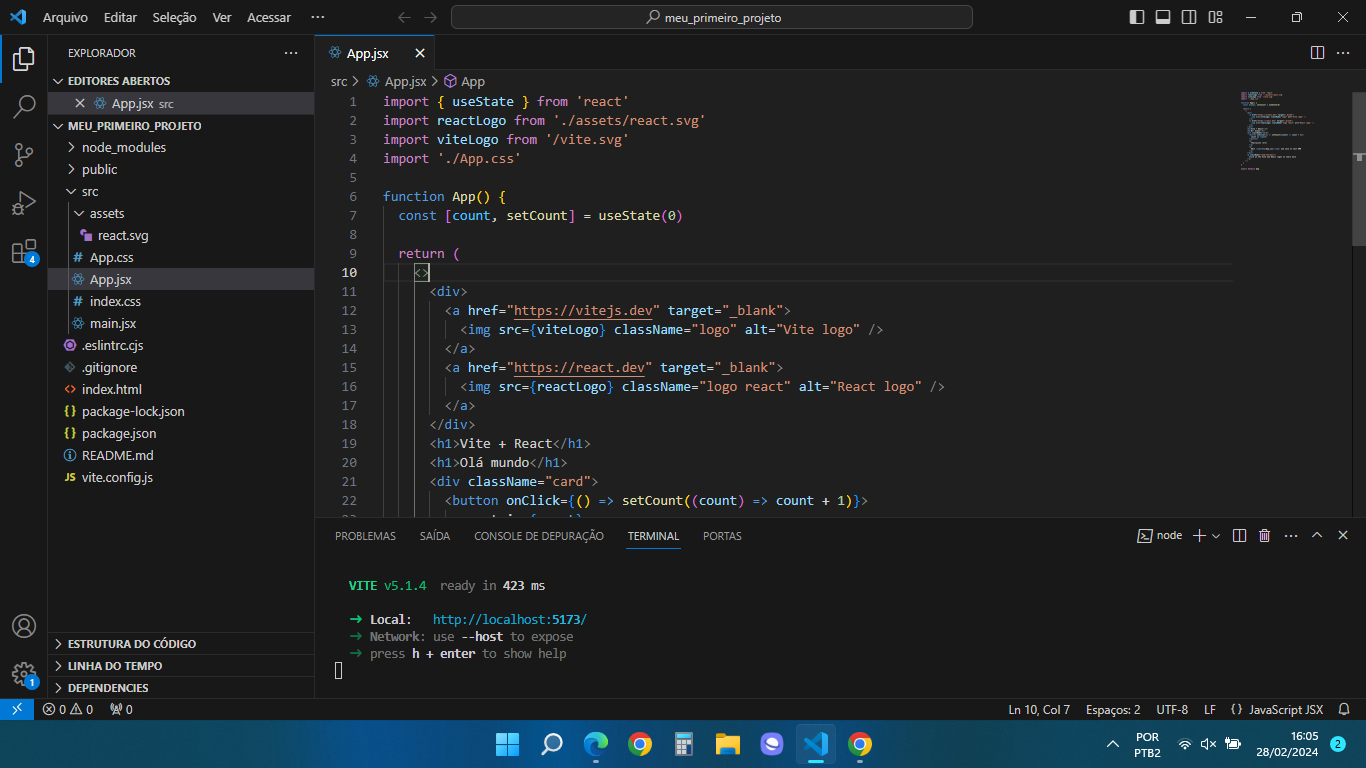 Arquivo Editar Seleção Ver Acessar ···
meu_primeiro_projeto
EXPLORADOR ···
EDITORES ABERTOS
App.jsx src
MEU_PRIMEIRO_PROJETO
node_modules
public
src
assets
react.svg
# App.css
App.jsx
# index.css
main.jsx
.eslintrc.cjs
.gitignore
<> index.html
{} package-lock.json
{} package.json
README.md
JS vite.config.js
ESTRUTURA DO CÓDIGO
LINHA DO TEMPO
DEPENDENCIES
4
1
App.jsx
src > App.jsx > App
1 import { useState } from 'react'
2 import reactLogo from './assets/react.svg'
3 import viteLogo from '/vite.svg'
4 import './App.css'
5
6 function App() {
7 const [count, setCount] = useState(0)
8
9 return (
10 <>
11 <div>
12 <a href="https://vitejs.dev" target="_blank">
13 <img src={viteLogo} className="logo" alt="Vite logo" />
14 </a>
15 <a href="https://react.dev" target="_blank">
16 <img src={reactLogo} className="logo react" alt="React logo" />
17 </a>
18 </div>
19 <h1>Vite + React</h1>
20 <h1>Olá mundo</h1>
21 <div className="card">
22 <button onClick={() => setCount((count) => count + 1)}>
PROBLEMAS SAÍDA CONSOLE DE DEPURAÇÃO TERMINAL PORTAS
node
VITE v5.1.4 ready in 423 ms
➜ Local: http://localhost:5173/
➜ Network: use --host to expose
➜ press h + enter to show help
0 0 0
Ln 10, Col 7 Espaços: 2 UTF-8 LF {} JavaScript JSX
POR
PTB2
16:05
28/02/2024
2